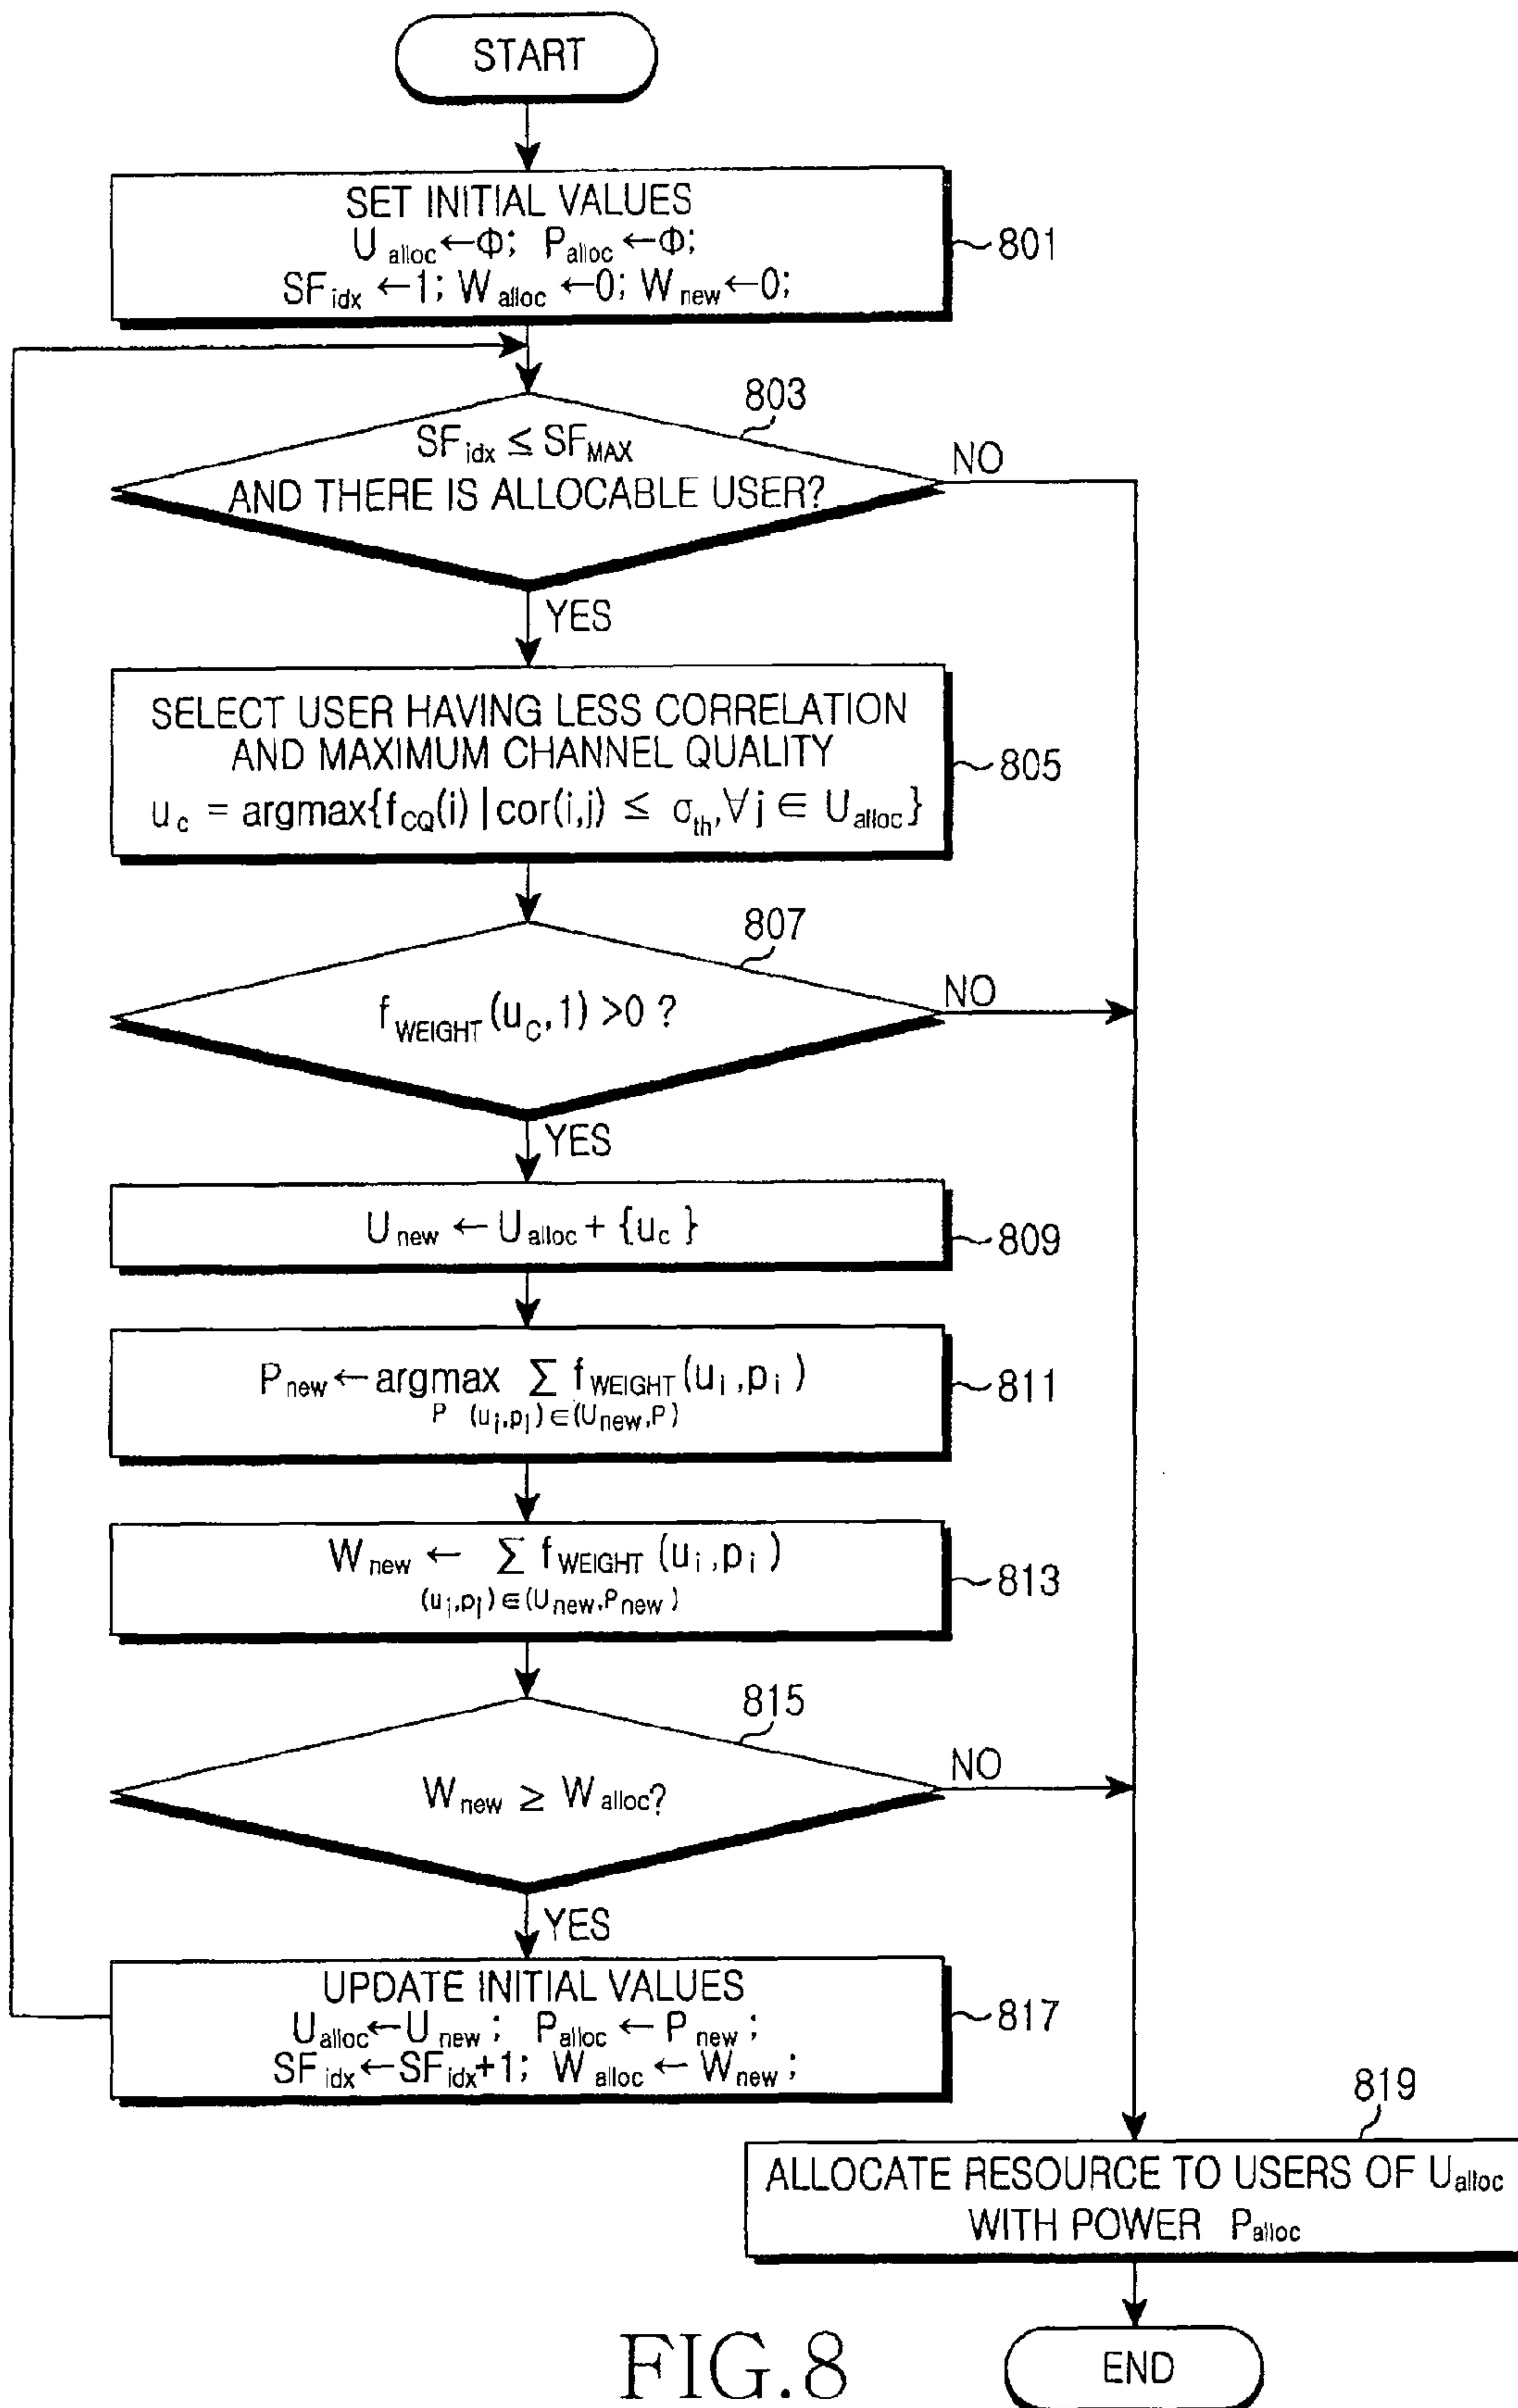 START
SET INITIAL VALUES
U alloc ←Φ; P alloc ←Φ;
SF idx ←1; W alloc ←0; W new ←0;
801
803
SF idx ≤ SF MAX
AND THERE IS ALLOCABLE USER?
NO
YES
SELECT USER HAVING LESS CORRELATION
AND MAXIMUM CHANNEL QUALITY
u c = argmax{f CQ (i) | cor(i,j) ≤ σ th, ∀ j ∈ U alloc }
805
807
f WEIGHT (u C, 1) >0 ?
NO
YES
U new ← U alloc + {u c }
809
P new ← argmax Σ f WEIGHT (u i , p i )
P (u i , p i ) ∈ (U new , P)
811
W new ← Σ f WEIGHT (u i , p i )
(u i , p i ) ∈ (U new , P new )
813
815
W new ≥ W alloc?
NO
YES
UPDATE INITIAL VALUES
U alloc ← U new ; P alloc ← P new ;
SF idx ← SF idx +1; W alloc ← W new ;
817
819
ALLOCATE RESOURCE TO USERS OF U alloc
WITH POWER P alloc
END
FIG.8